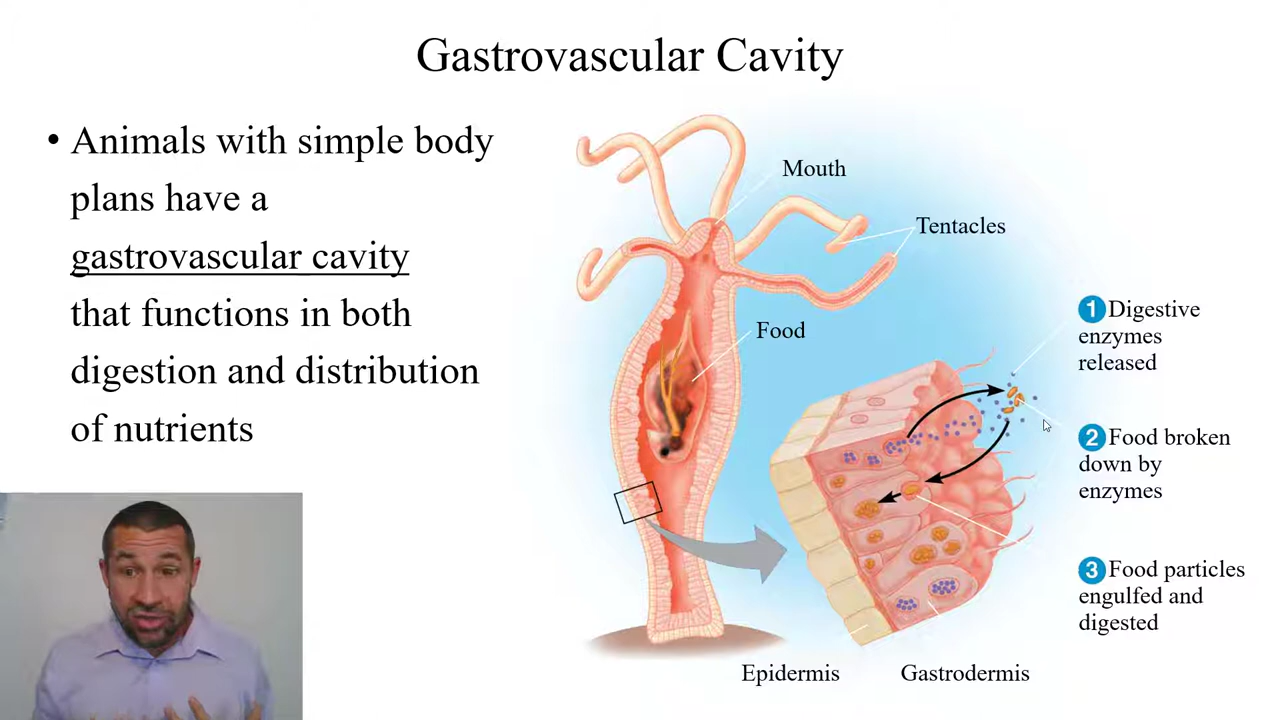 Gastrovascular Cavity
• Animals with simple body
plans have a
gastrovascular cavity
that functions in both
digestion and distribution
of nutrients
Mouth
Tentacles
Food
1 Digestive
enzymes
released
2 Food broken
down by
enzymes
3 Food particles
engulfed and
digested
Epidermis
Gastrodermis